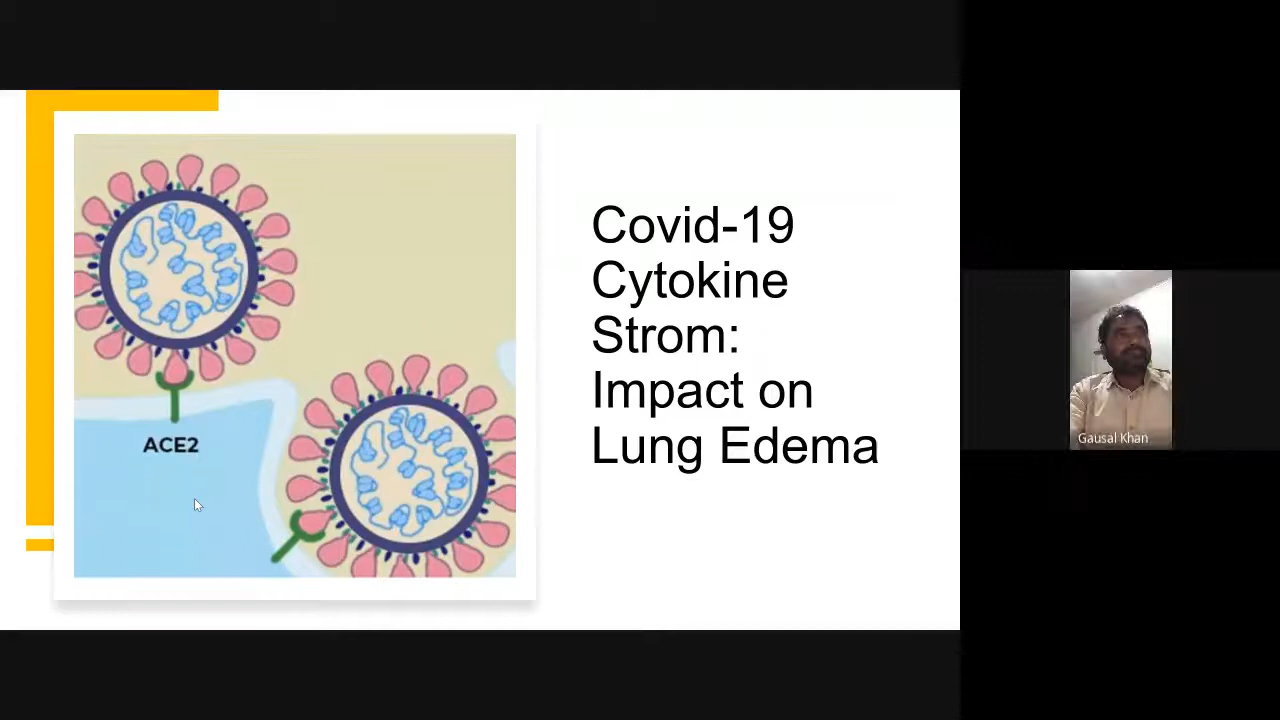 Covid-19
Cytokine
Strom:
Impact on
Lung Edema
ACE2
Gausal Khan